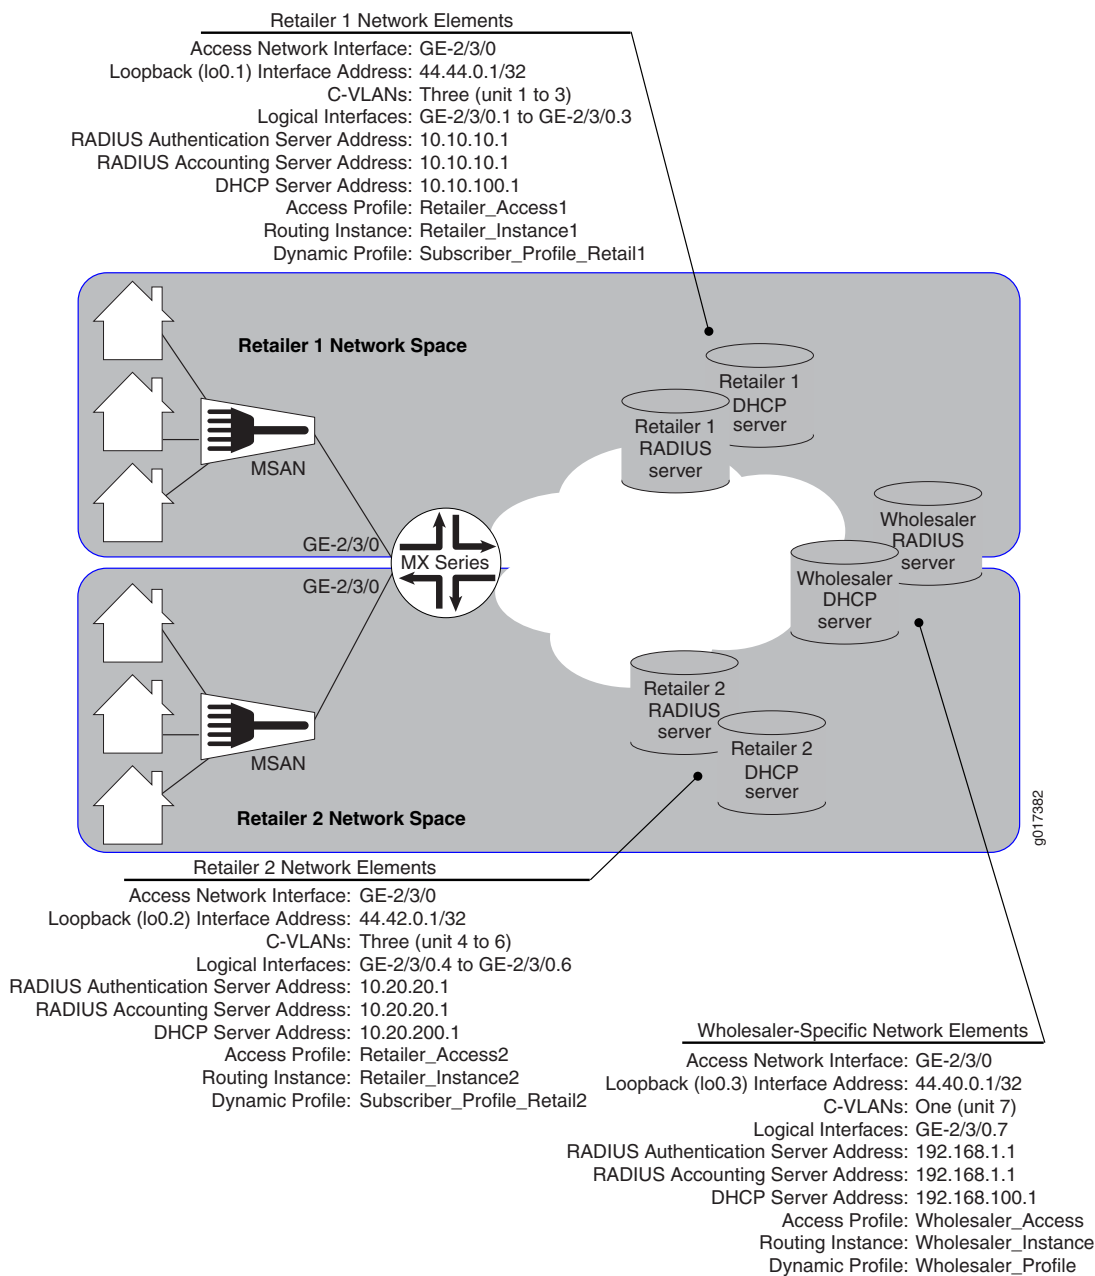 Retailer 1 Network Elements
Access Network Interface: GE-2/3/0
Loopback (lo0.1) Interface Address: 44.44.0.1/32
C-VLANs: Three (unit 1 to 3)
Logical Interfaces: GE-2/3/0.1 to GE-2/3/0.3
RADIUS Authentication Server Address: 10.10.10.1
RADIUS Accounting Server Address: 10.10.10.1
DHCP Server Address: 10.10.100.1
Access Profile: Retailer_Access1
Routing Instance: Retailer_Instance1
Dynamic Profile: Subscriber_Profile_Retail1
Retailer 1 Network Space
Retailer 1
DHCP
server
Retailer 1
RADIUS
server
MSAN
GE-2/3/0
MX Series
GE-2/3/0
Wholesaler
RADIUS
server
Wholesaler
DHCP
server
Retailer 2
RADIUS
server
Retailer 2
DHCP
server
MSAN
Retailer 2 Network Space
g017382
Retailer 2 Network Elements
Access Network Interface: GE-2/3/0
Loopback (lo0.2) Interface Address: 44.42.0.1/32
C-VLANs: Three (unit 4 to 6)
Logical Interfaces: GE-2/3/0.4 to GE-2/3/0.6
RADIUS Authentication Server Address: 10.20.20.1
RADIUS Accounting Server Address: 10.20.20.1
DHCP Server Address: 10.20.200.1
Access Profile: Retailer_Access2
Routing Instance: Retailer_Instance2
Dynamic Profile: Subscriber_Profile_Retail2
Wholesaler-Specific Network Elements
Access Network Interface: GE-2/3/0
Loopback (lo0.3) Interface Address: 44.40.0.1/32
C-VLANs: One (unit 7)
Logical Interfaces: GE-2/3/0.7
RADIUS Authentication Server Address: 192.168.1.1
RADIUS Accounting Server Address: 192.168.1.1
DHCP Server Address: 192.168.100.1
Access Profile: Wholesaler_Access
Routing Instance: Wholesaler_Instance
Dynamic Profile: Wholesaler_Profile